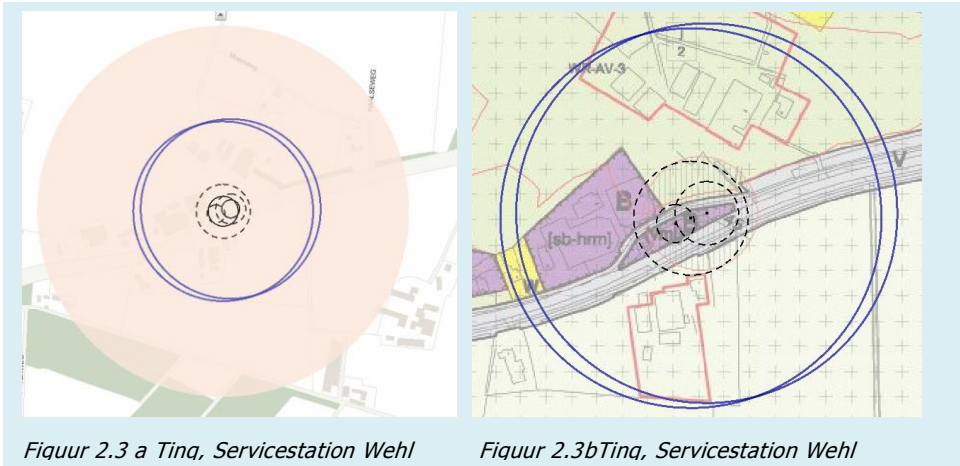 J
2
WR-AV-3
B
V
[sb-hrm]
W
Figuur 2.3 a Ting, Servicestation Wehl
Figuur 2.3bTing, Servicestation Wehl